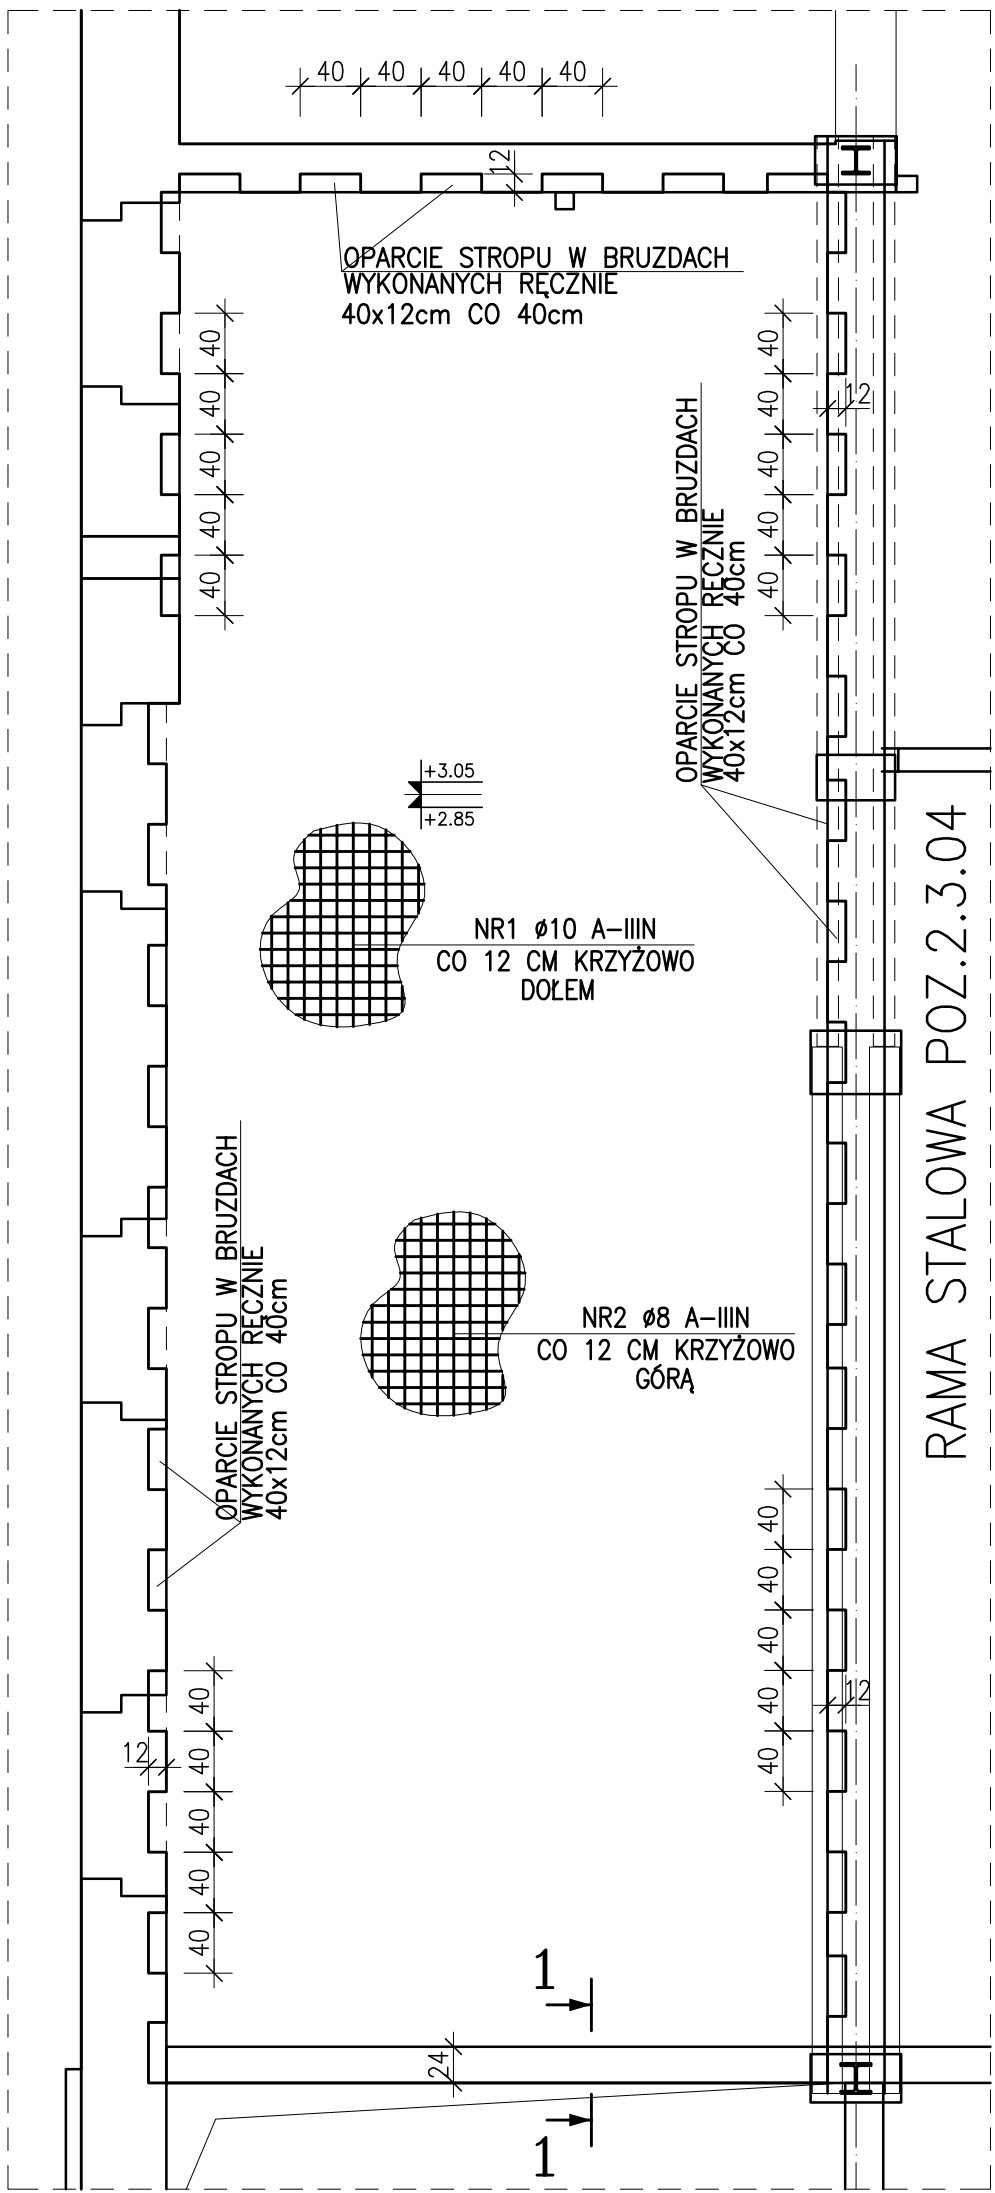 40 40 40 40 40
12
OPARCIE STROPU W BRUZDACH
WYKONANYCH RĘCZNIE
40x12cm CO 40cm
40
40
40
40
40
40
40
40
40
40
12
OPARCIE STROPU W BRUZDACH
WYKONANYCH RĘCZNIE
40x12cm CO 40cm
+3.05
+2.85
NR1 ø10 A-IIIN
CO 12 CM KRZYŻOWO
DOŁEM
RAMA STALOWA POZ.2.3.04
OPARCIE STROPU W BRUZDACH
WYKONANYCH RĘCZNIE
40x12cm CO 40cm
NR2 ø8 A-IIIN
CO 12 CM KRZYŻOWO
GÓRĄ
40
40
40
40
40
12
40
40
40
40
40
12
1
24
1